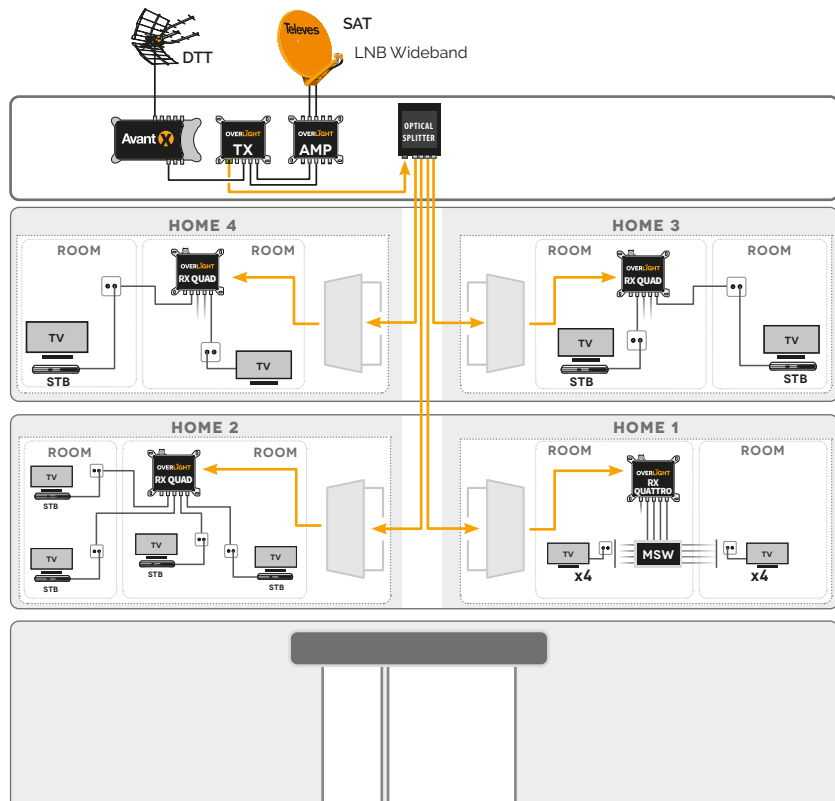 Televes
SAT
LNB Wideband
DTT
Avant X
OVERLIGHT
TX
OVERLIGHT
AMP
OPTICAL
SPLITTER
HOME 4
ROOM
ROOM
OVERLIGHT
RX QUAD
TV
STB
TV
HOME 3
ROOM
ROOM
OVERLIGHT
RX QUAD
TV
STB
TV
STB
HOME 2
ROOM
ROOM
OVERLIGHT
RX QUAD
TV
STB
TV
STB
TV
STB
TV
STB
HOME 1
ROOM
ROOM
OVERLIGHT
RX
QUATTRO
MSW
TV
x4
TV
x4